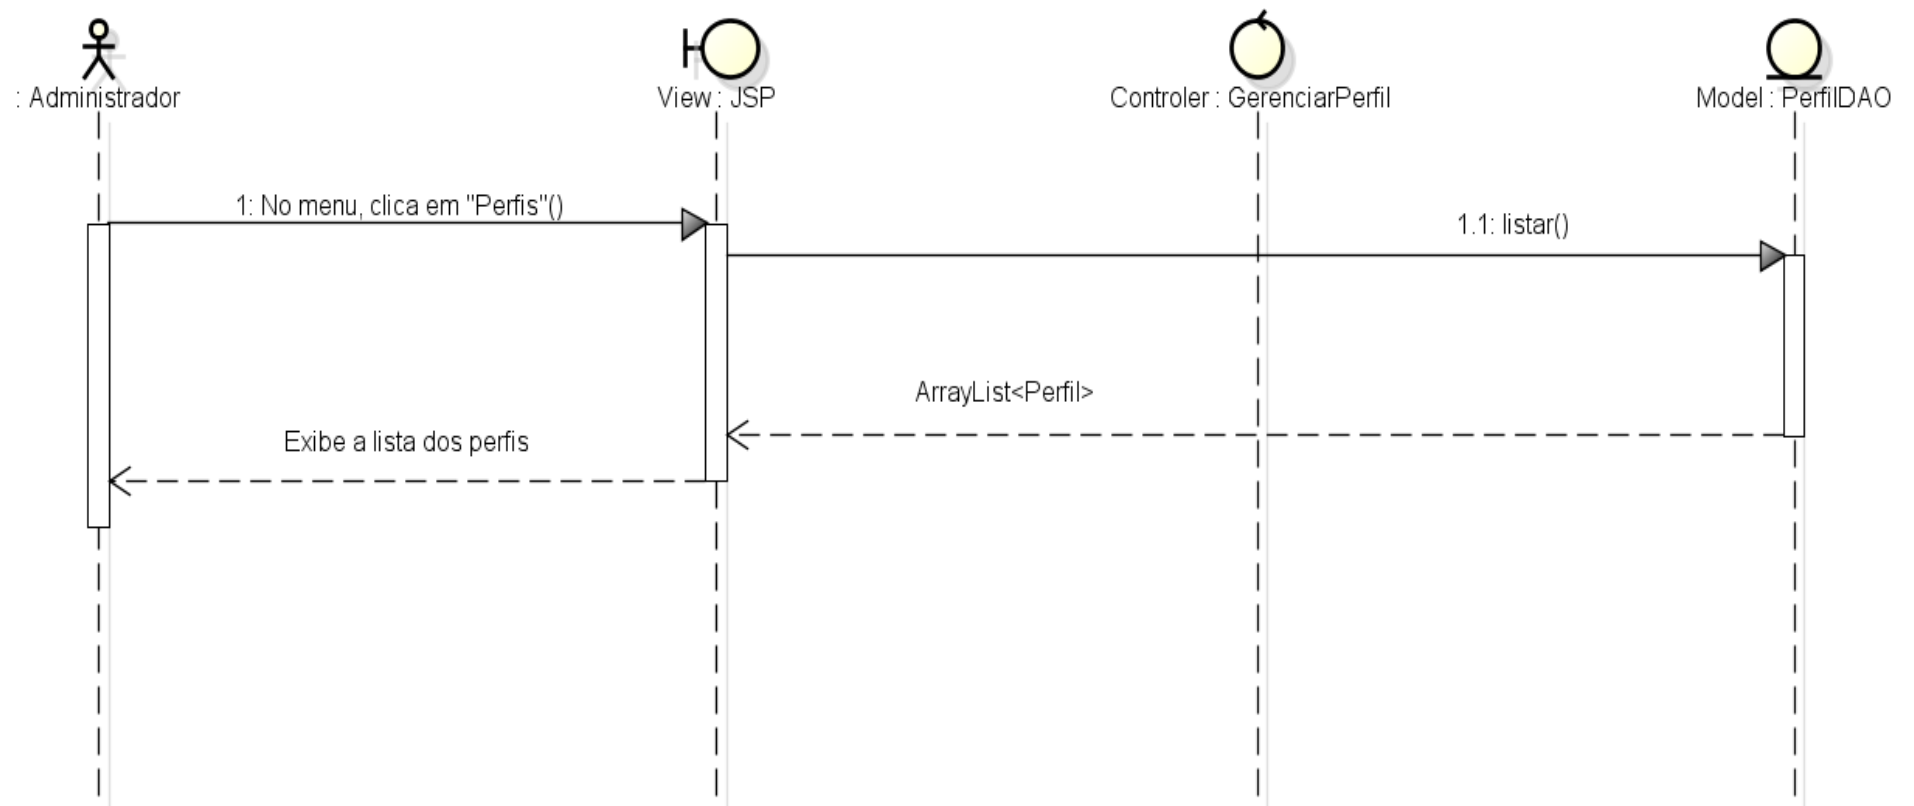 : Administrador
View : JSP
Controler : GerenciarPerfil
Model : PerfilDAO
1: No menu, clica em "Perfis"()
1.1: listar()
ArrayList<Perfil>
Exibe a lista dos perfis